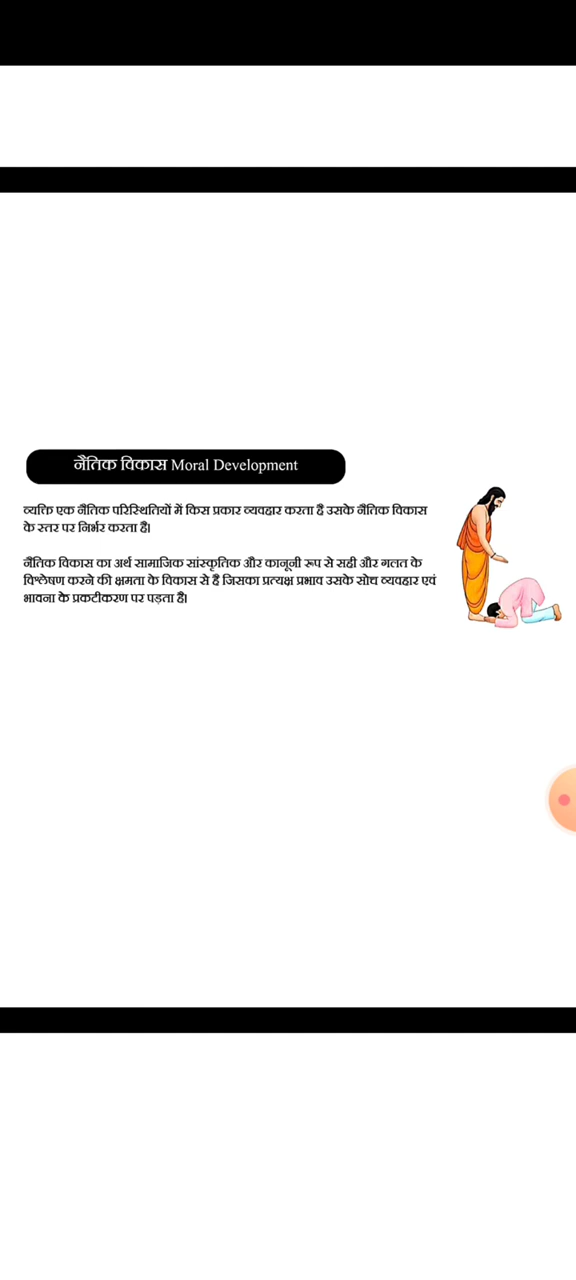 नैतिक विकास Moral Development
व्यक्ति एक नैतिक परिस्थितियों में किस प्रकार व्यवहार करता है उसके नैतिक विकास
के स्तर पर निर्भर करता है।
नैतिक विकास का अर्थ सामाजिक सांस्कृतिक और कानूनी रूप से सही और गलत के
विश्लेषण करने की क्षमता के विकास से है जिसका प्रत्यक्ष प्रभाव उसके सोच व्यवहार एवं
भावना के प्रकटीकरण पर पड़ता है।